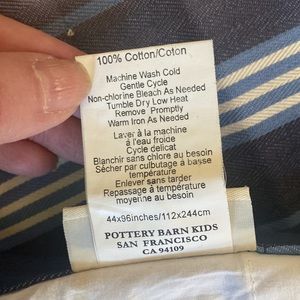 100% Cotton/Coton
Machine Wash Cold
Gentle Cycle
Non-chlorine Bleach As Needed
Tumble Dry Low Heat
Remove Promptly
Warm Iron As Needed
Laver à la machine
à l'eau froide
Cycle délicat
Blanchir sans chlore au besoin
Sécher par culbutage à basse
température
Enlever sans tarder
Repassage à température
moyenne au besoin
44x96inches/112x244cm
POTTERY BARN KIDS
SAN FRANCISCO
CA 94109